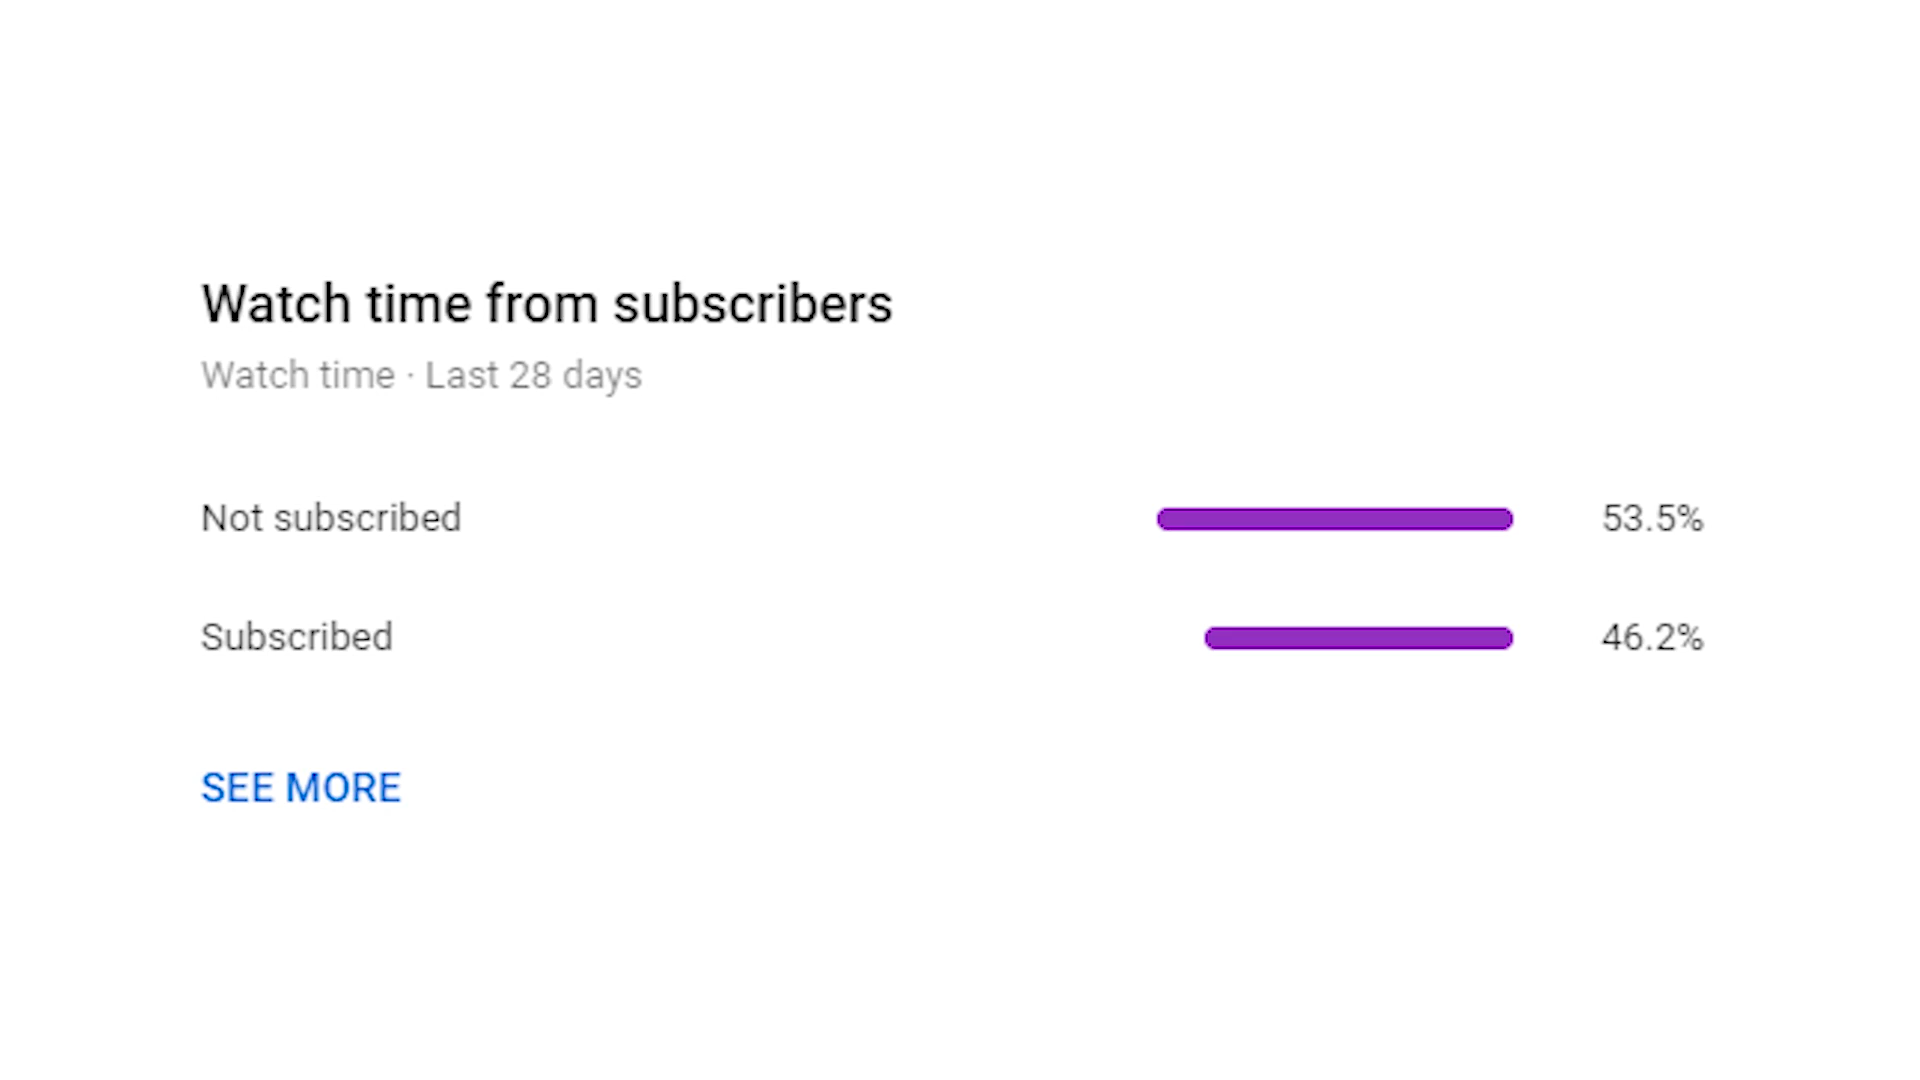 Watch time from subscribers
Watch time · Last 28 days
Not subscribed 53.5%
Subscribed 46.2%
SEE MORE